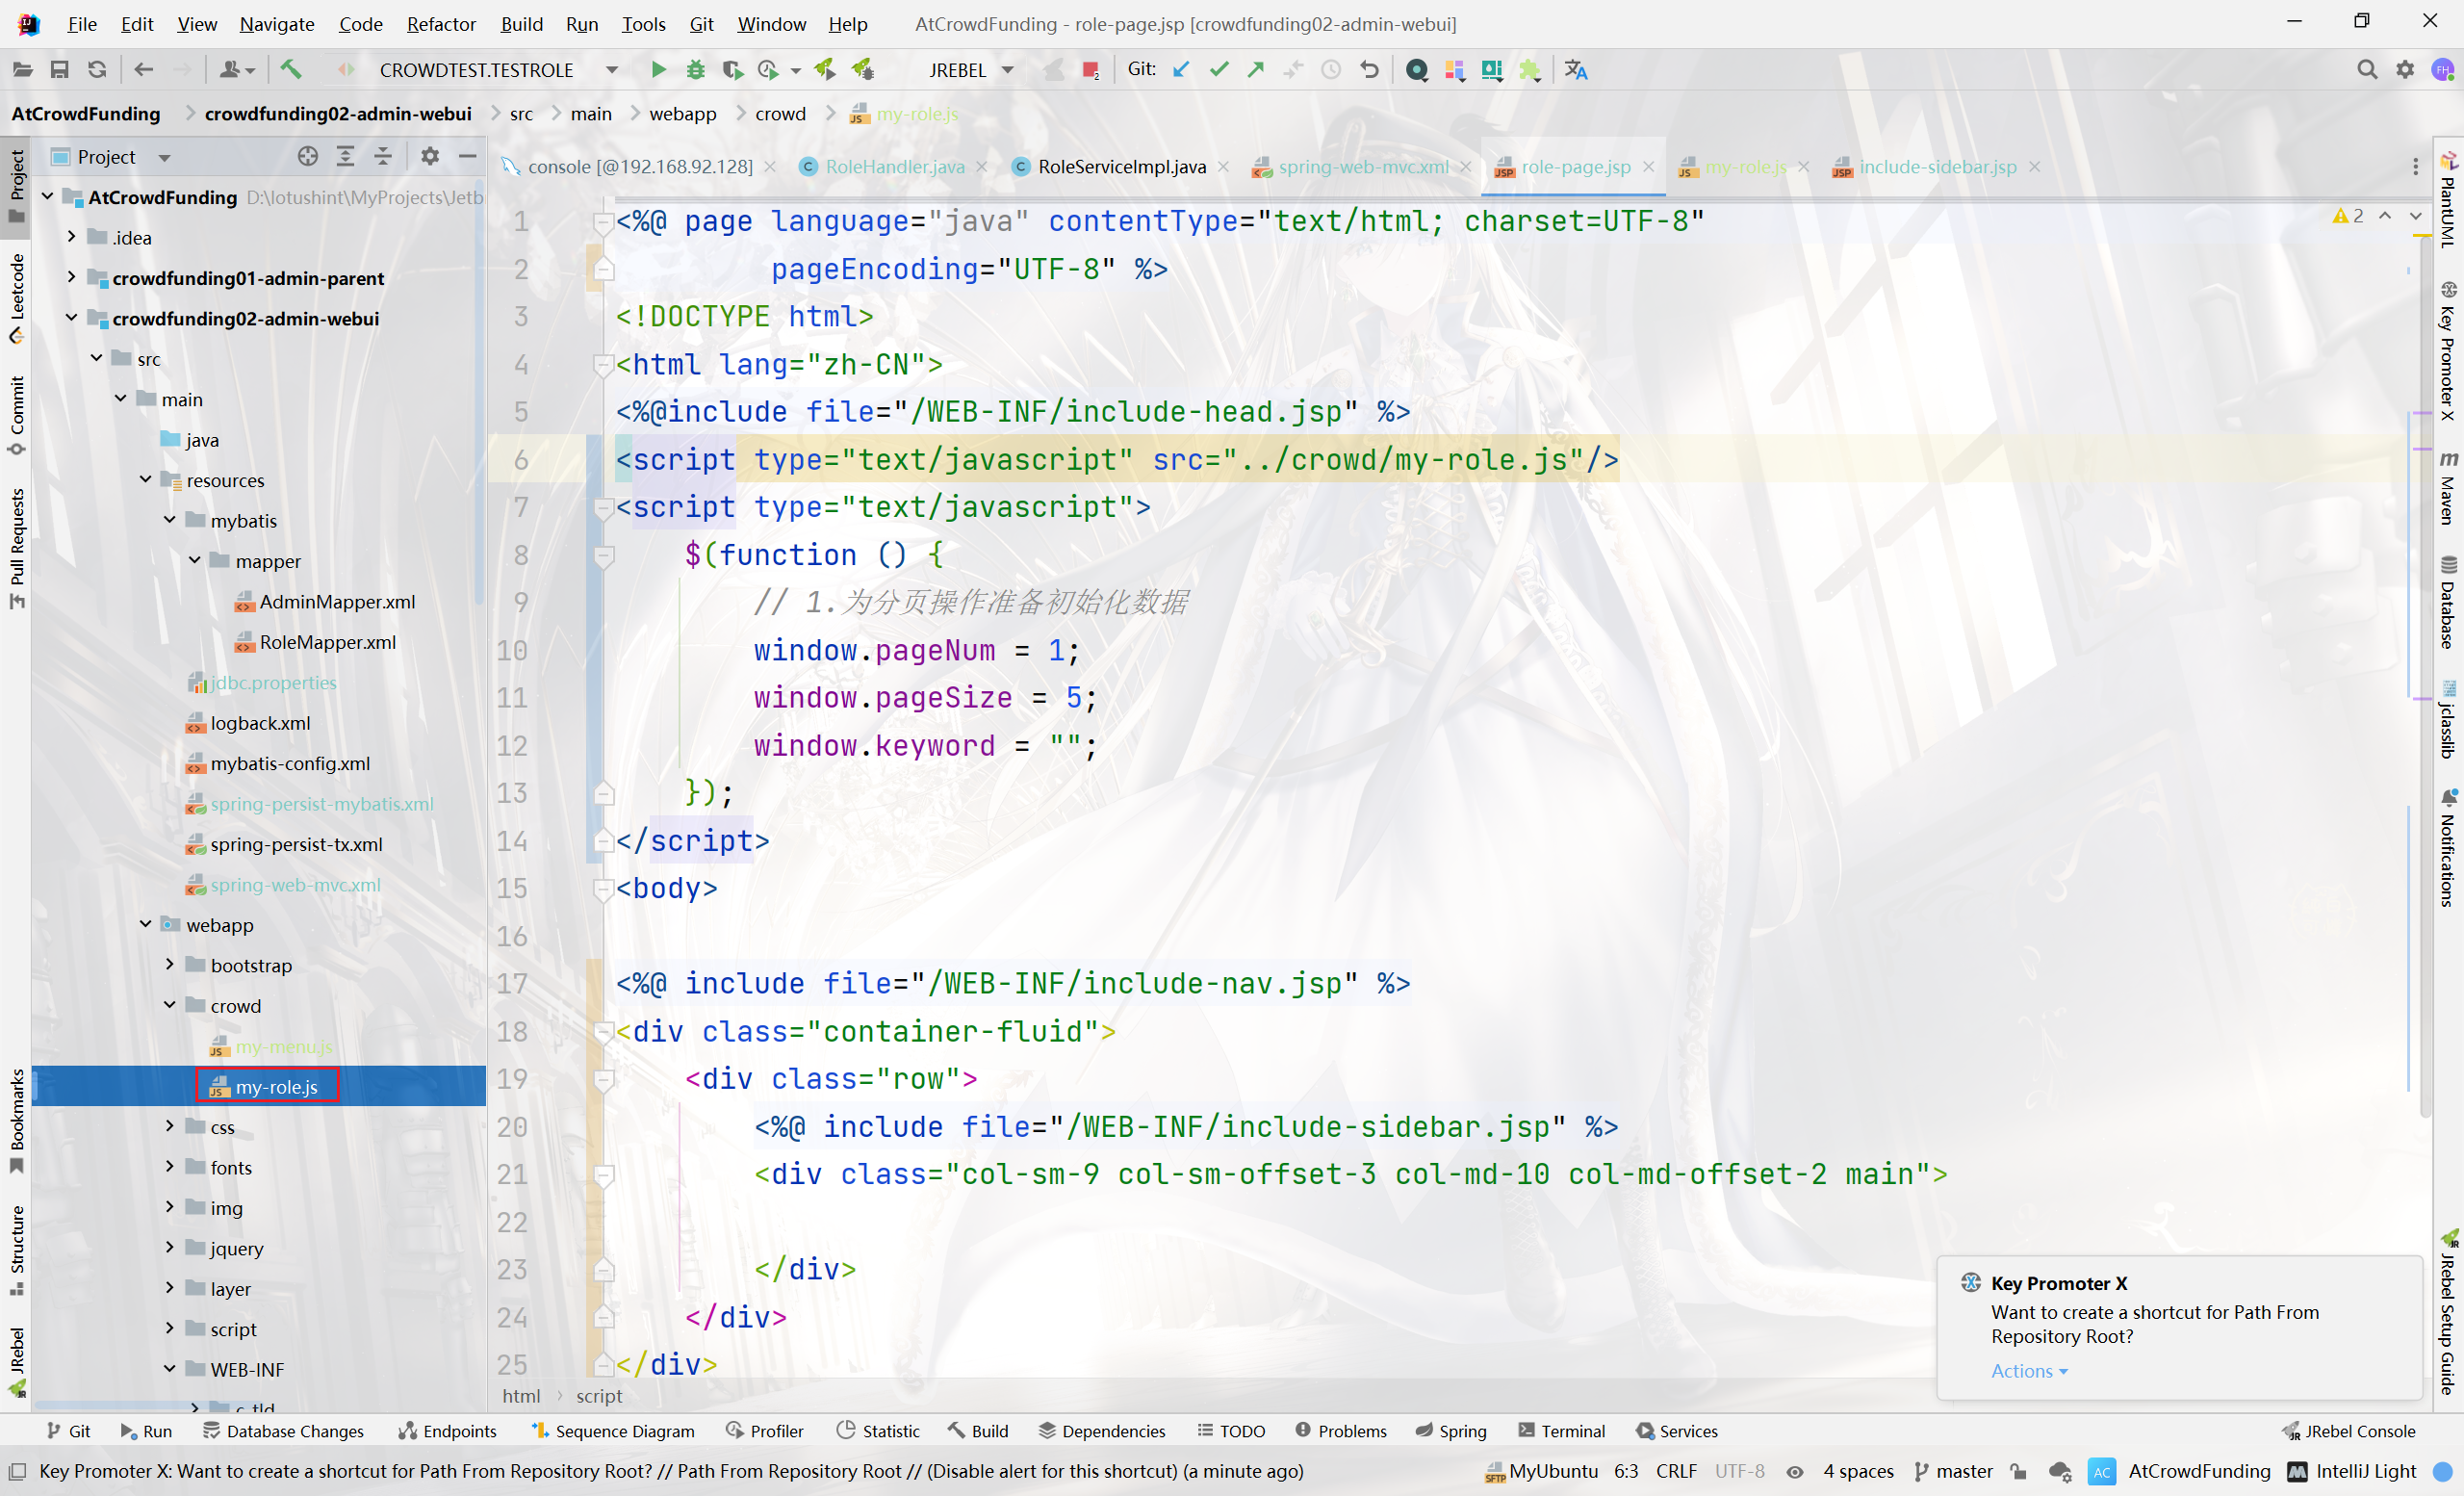 File Edit View Navigate Code Refactor Build Run Tools Git Window Help AtCrowdFunding - role-page.jsp [crowdfunding02-admin-webui]
CROWDTEST.TESTROLE JREBEL Git:
AtCrowdFunding crowdfunding02-admin-webui src main webapp crowd my-role.js
Project
console [@192.168.92.128] RoleHandler.java RoleServiceImpl.java spring-web-mvc.xml role-page.jsp my-role.js include-sidebar.jsp
Project
Leetcode
Commit
Pull Requests
Bookmarks
Structure
JRebel
AtCrowdFunding D:\lotushint\MyProjects\Jetb
.idea
crowdfunding01-admin-parent
crowdfunding02-admin-webui
src
main
java
resources
mybatis
mapper
AdminMapper.xml
RoleMapper.xml
jdbc.properties
logback.xml
mybatis-config.xml
spring-persist-mybatis.xml
spring-persist-tx.xml
spring-web-mvc.xml
webapp
bootstrap
crowd
my-menu.js
my-role.js
css
fonts
img
jquery
layer
script
WEB-INF
c_tld
2
1 <%@ page language="java" contentType="text/html; charset=UTF-8"
2 pageEncoding="UTF-8" %>
3 <!DOCTYPE html>
4 <html lang="zh-CN">
5 <%@include file="/WEB-INF/include-head.jsp" %>
6 <script type="text/javascript" src="../crowd/my-role.js"/>
7 <script type="text/javascript">
8 $(function () {
9 // 1.为分页操作准备初始化数据
10 window.pageNum = 1;
11 window.pageSize = 5;
12 window.keyword = "";
13 });
14 </script>
15 <body>
16
17 <%@ include file="/WEB-INF/include-nav.jsp" %>
18 <div class="container-fluid">
19 <div class="row">
20 <%@ include file="/WEB-INF/include-sidebar.jsp" %>
21 <div class="col-sm-9 col-sm-offset-3 col-md-10 col-md-offset-2 main">
22
23 </div>
24 </div>
25 </div>
html script
PlantUML
Key Promoter X
Maven
Database
jclasslib
Notifications
JRebel Setup Guide
Key Promoter X
Want to create a shortcut for Path From
Repository Root?
Actions
Git Run Database Changes Endpoints Sequence Diagram Profiler Statistic Build Dependencies TODO Problems Spring Terminal Services JRebel Console
Key Promoter X: Want to create a shortcut for Path From Repository Root? // Path From Repository Root // (Disable alert for this shortcut) (a minute ago) MyUbuntu 6:3 CRLF UTF-8 4 spaces master AC AtCrowdFunding IntelliJ Light